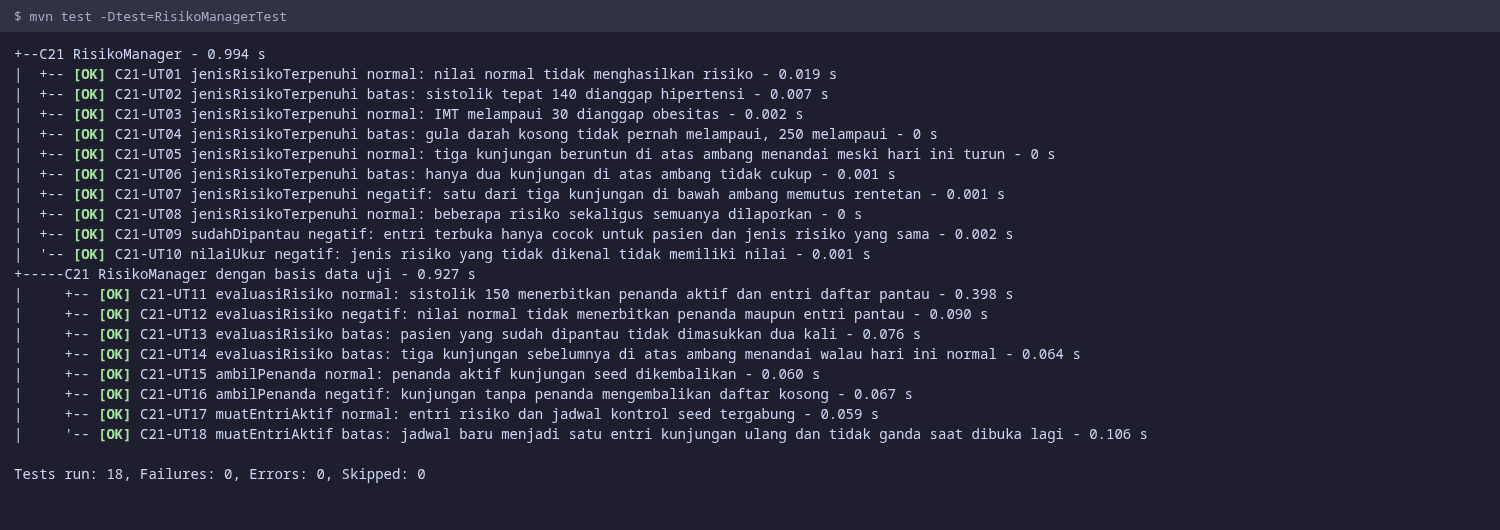 $ mvn test -Dtest=RisikoManagerTest
+--C21 RisikoManager - 0.994 s
|  +-- [OK] C21-UT01 jenisRisikoTerpenuhi normal: nilai normal tidak menghasilkan risiko - 0.019 s
|  +-- [OK] C21-UT02 jenisRisikoTerpenuhi batas: sistolik tepat 140 dianggap hipertensi - 0.007 s
|  +-- [OK] C21-UT03 jenisRisikoTerpenuhi normal: IMT melampaui 30 dianggap obesitas - 0.002 s
|  +-- [OK] C21-UT04 jenisRisikoTerpenuhi batas: gula darah kosong tidak pernah melampaui, 250 melampaui - 0 s
|  +-- [OK] C21-UT05 jenisRisikoTerpenuhi normal: tiga kunjungan beruntun di atas ambang menandai meski hari ini turun - 0 s
|  +-- [OK] C21-UT06 jenisRisikoTerpenuhi batas: hanya dua kunjungan di atas ambang tidak cukup - 0.001 s
|  +-- [OK] C21-UT07 jenisRisikoTerpenuhi negatif: satu dari tiga kunjungan di bawah ambang memutus rentetan - 0.001 s
|  +-- [OK] C21-UT08 jenisRisikoTerpenuhi normal: beberapa risiko sekaligus semuanya dilaporkan - 0 s
|  +-- [OK] C21-UT09 sudahDipantau negatif: entri terbuka hanya cocok untuk pasien dan jenis risiko yang sama - 0.002 s
|  '-- [OK] C21-UT10 nilaiUkur negatif: jenis risiko yang tidak dikenal tidak memiliki nilai - 0.001 s
+-----C21 RisikoManager dengan basis data uji - 0.927 s
|     +-- [OK] C21-UT11 evaluasiRisiko normal: sistolik 150 menerbitkan penanda aktif dan entri daftar pantau - 0.398 s
|     +-- [OK] C21-UT12 evaluasiRisiko negatif: nilai normal tidak menerbitkan penanda maupun entri pantau - 0.090 s
|     +-- [OK] C21-UT13 evaluasiRisiko batas: pasien yang sudah dipantau tidak dimasukkan dua kali - 0.076 s
|     +-- [OK] C21-UT14 evaluasiRisiko batas: tiga kunjungan sebelumnya di atas ambang menandai walau hari ini normal - 0.064 s
|     +-- [OK] C21-UT15 ambilPenanda normal: penanda aktif kunjungan seed dikembalikan - 0.060 s
|     +-- [OK] C21-UT16 ambilPenanda negatif: kunjungan tanpa penanda mengembalikan daftar kosong - 0.067 s
|     +-- [OK] C21-UT17 muatEntriAktif normal: entri risiko dan jadwal kontrol seed tergabung - 0.059 s
|     '-- [OK] C21-UT18 muatEntriAktif batas: jadwal baru menjadi satu entri kunjungan ulang dan tidak ganda saat dibuka lagi - 0.106 s
Tests run: 18, Failures: 0, Errors: 0, Skipped: 0